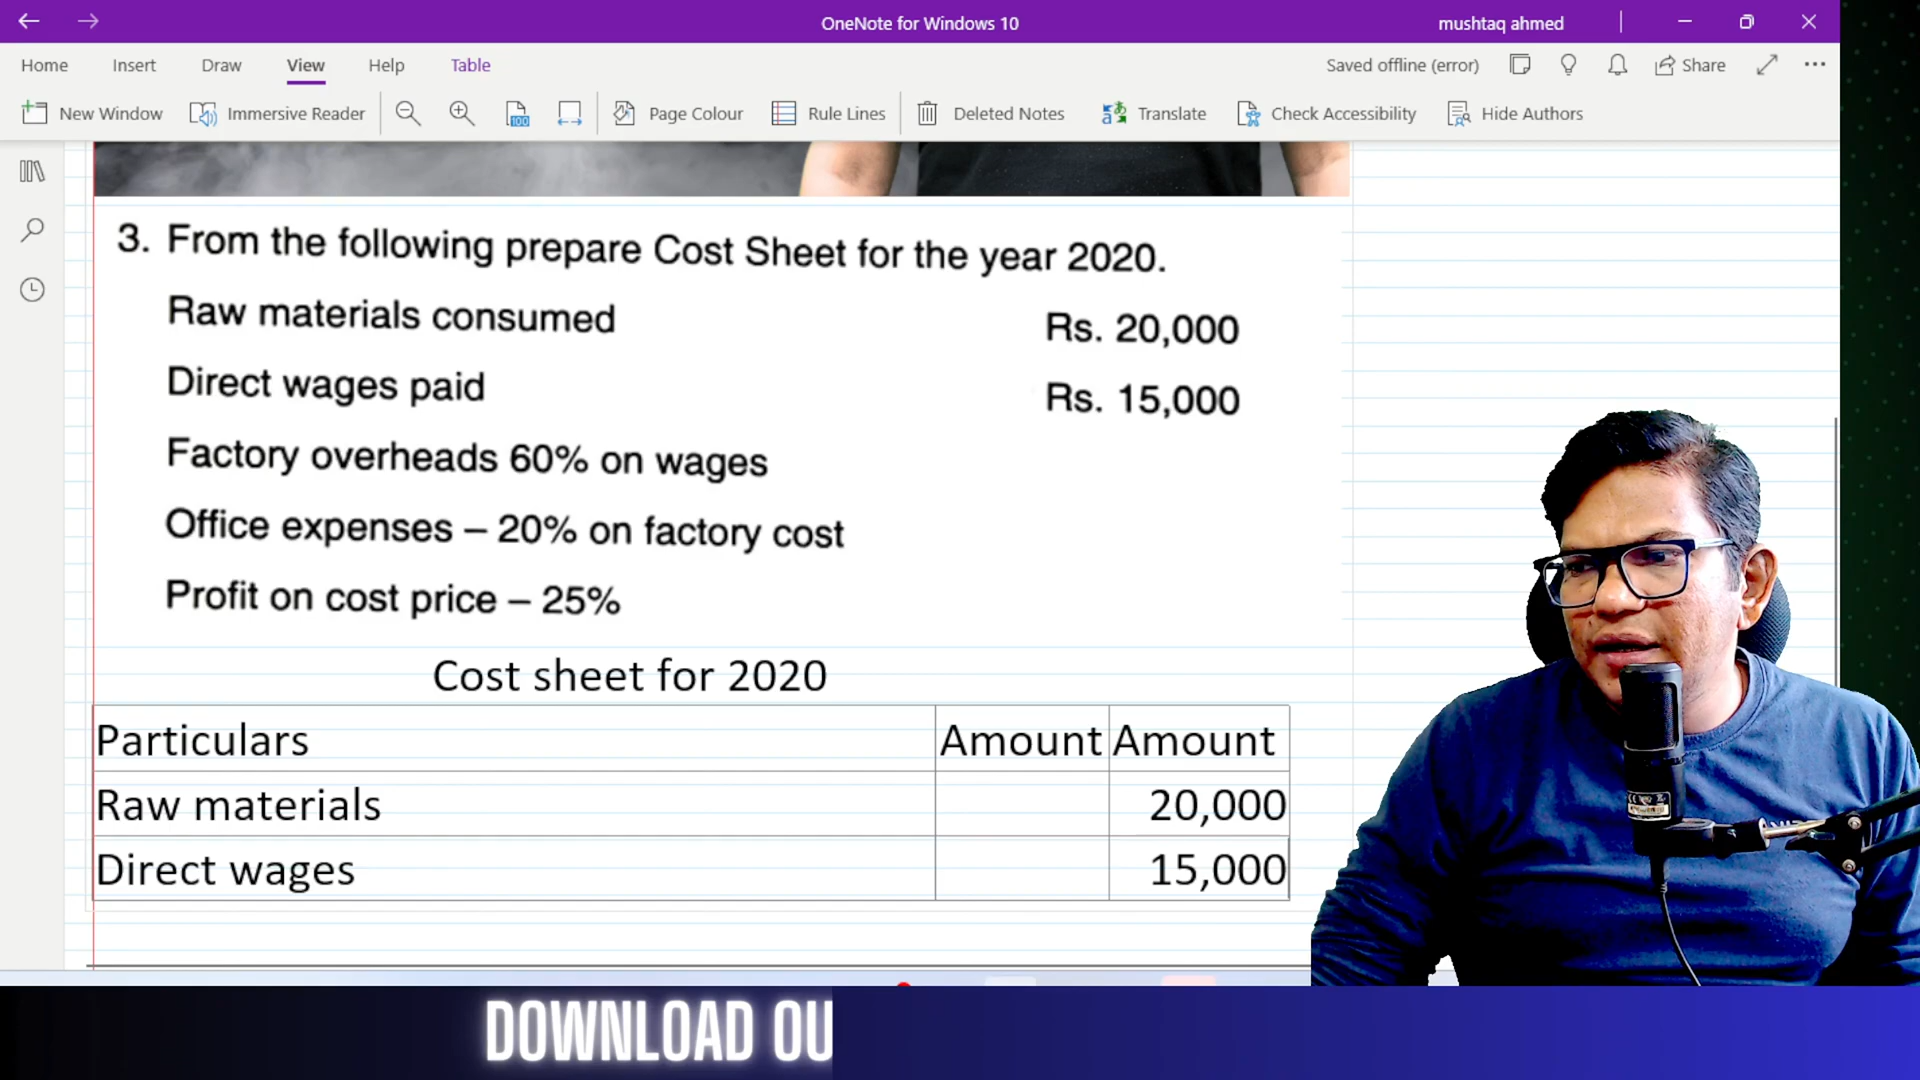 OneNote for Windows 10
mushtaq ahmed
Home Insert Draw View Help Table
Saved offline (error) Share
New Window Immersive Reader 100 Page Colour Rule Lines Deleted Notes Translate Check Accessibility Hide Authors
3. From the following prepare Cost Sheet for the year 2020.
Raw materials consumed Rs. 20,000
Direct wages paid Rs. 15,000
Factory overheads 60% on wages
Office expenses – 20% on factory cost
Profit on cost price – 25%
Cost sheet for 2020
Particulars Amount Amount
Raw materials 20,000
Direct wages 15,000
DOWNLOAD OU